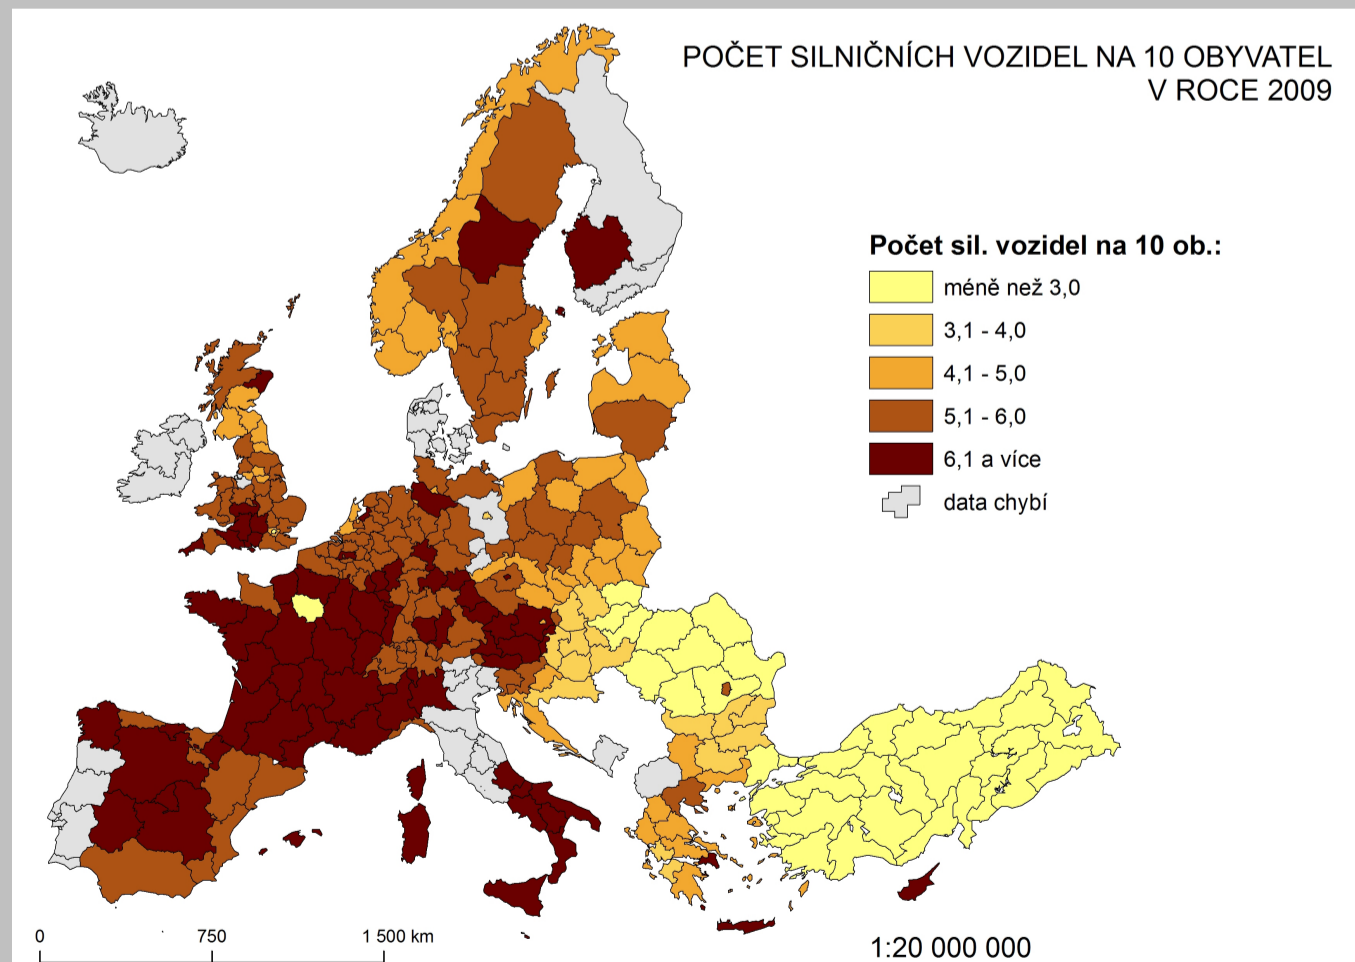 POČET SILNIČNÍCH VOZIDEL NA 10 OBYVATEL
V ROCE 2009
Počet sil. vozidel na 10 ob.:
méně než 3,0
3,1 - 4,0
4,1 - 5,0
5,1 - 6,0
6,1 a více
data chybí
0 750 1 500 km
1:20 000 000